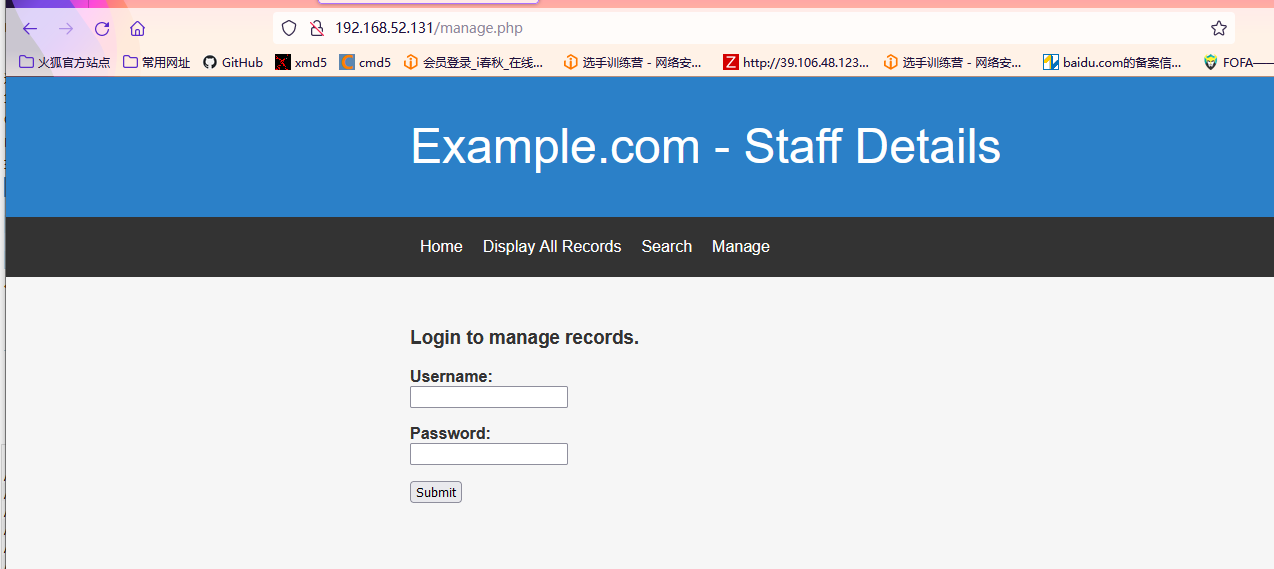 192.168.52.131/manage.php
火狐官方站点 常用网址 GitHub xmd5 cmd5 会员登录_i春秋_在线... 选手训练营 - 网络安... http://39.106.48.123... 选手训练营 - 网络安... baidu.com的备案信... FOFA——
Example.com - Staff Details
Home Display All Records Search Manage
Login to manage records.
Username:
Password:
Submit